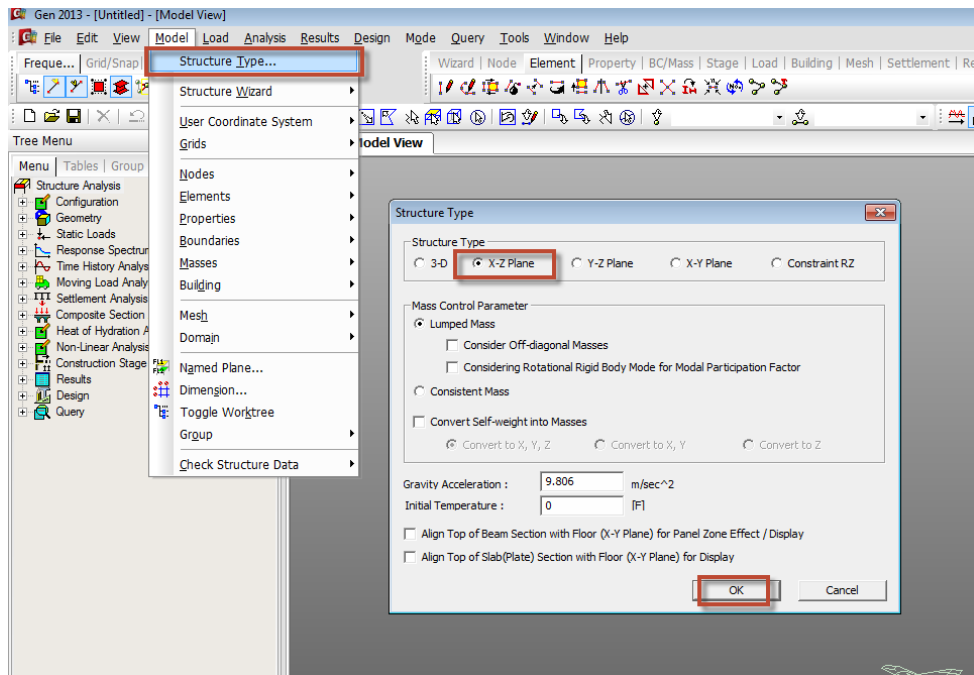 Gen 2013 - [Untitled] - [Model View]
File Edit View Model Load Analysis Results Design Mode Query Tools Window Help
Freque... Grid/Snap Wizard Node Element Property BC/Mass Stage Load Building Mesh Settlement
Structure Type...
Structure Wizard
User Coordinate System
Grids
Nodes
Elements
Properties
Boundaries
Masses
Building
Mesh
Domain
Named Plane...
Dimension...
Toggle Worktree
Group
Check Structure Data
Tree Menu
Menu Tables Group
Structure Analysis
Configuration
Geometry
Static Loads
Response Spectrum
Time History Analys
Moving Load Analy
Settlement Analysis
Composite Section
Heat of Hydration A
Non-Linear Analysis
Construction Stage
Results
Design
Query
Model View
Structure Type
Structure Type
3-D X-Z Plane Y-Z Plane X-Y Plane Constraint RZ
Mass Control Parameter
Lumped Mass
Consider Off-diagonal Masses
Considering Rotational Rigid Body Mode for Modal Participation Factor
Consistent Mass
Convert Self-weight into Masses
Convert to X, Y, Z Convert to X, Y Convert to Z
Gravity Acceleration : 9.806 m/sec^2
Initial Temperature : 0 [F]
Align Top of Beam Section with Floor (X-Y Plane) for Panel Zone Effect / Display
Align Top of Slab(Plate) Section with Floor (X-Y Plane) for Display
OK Cancel